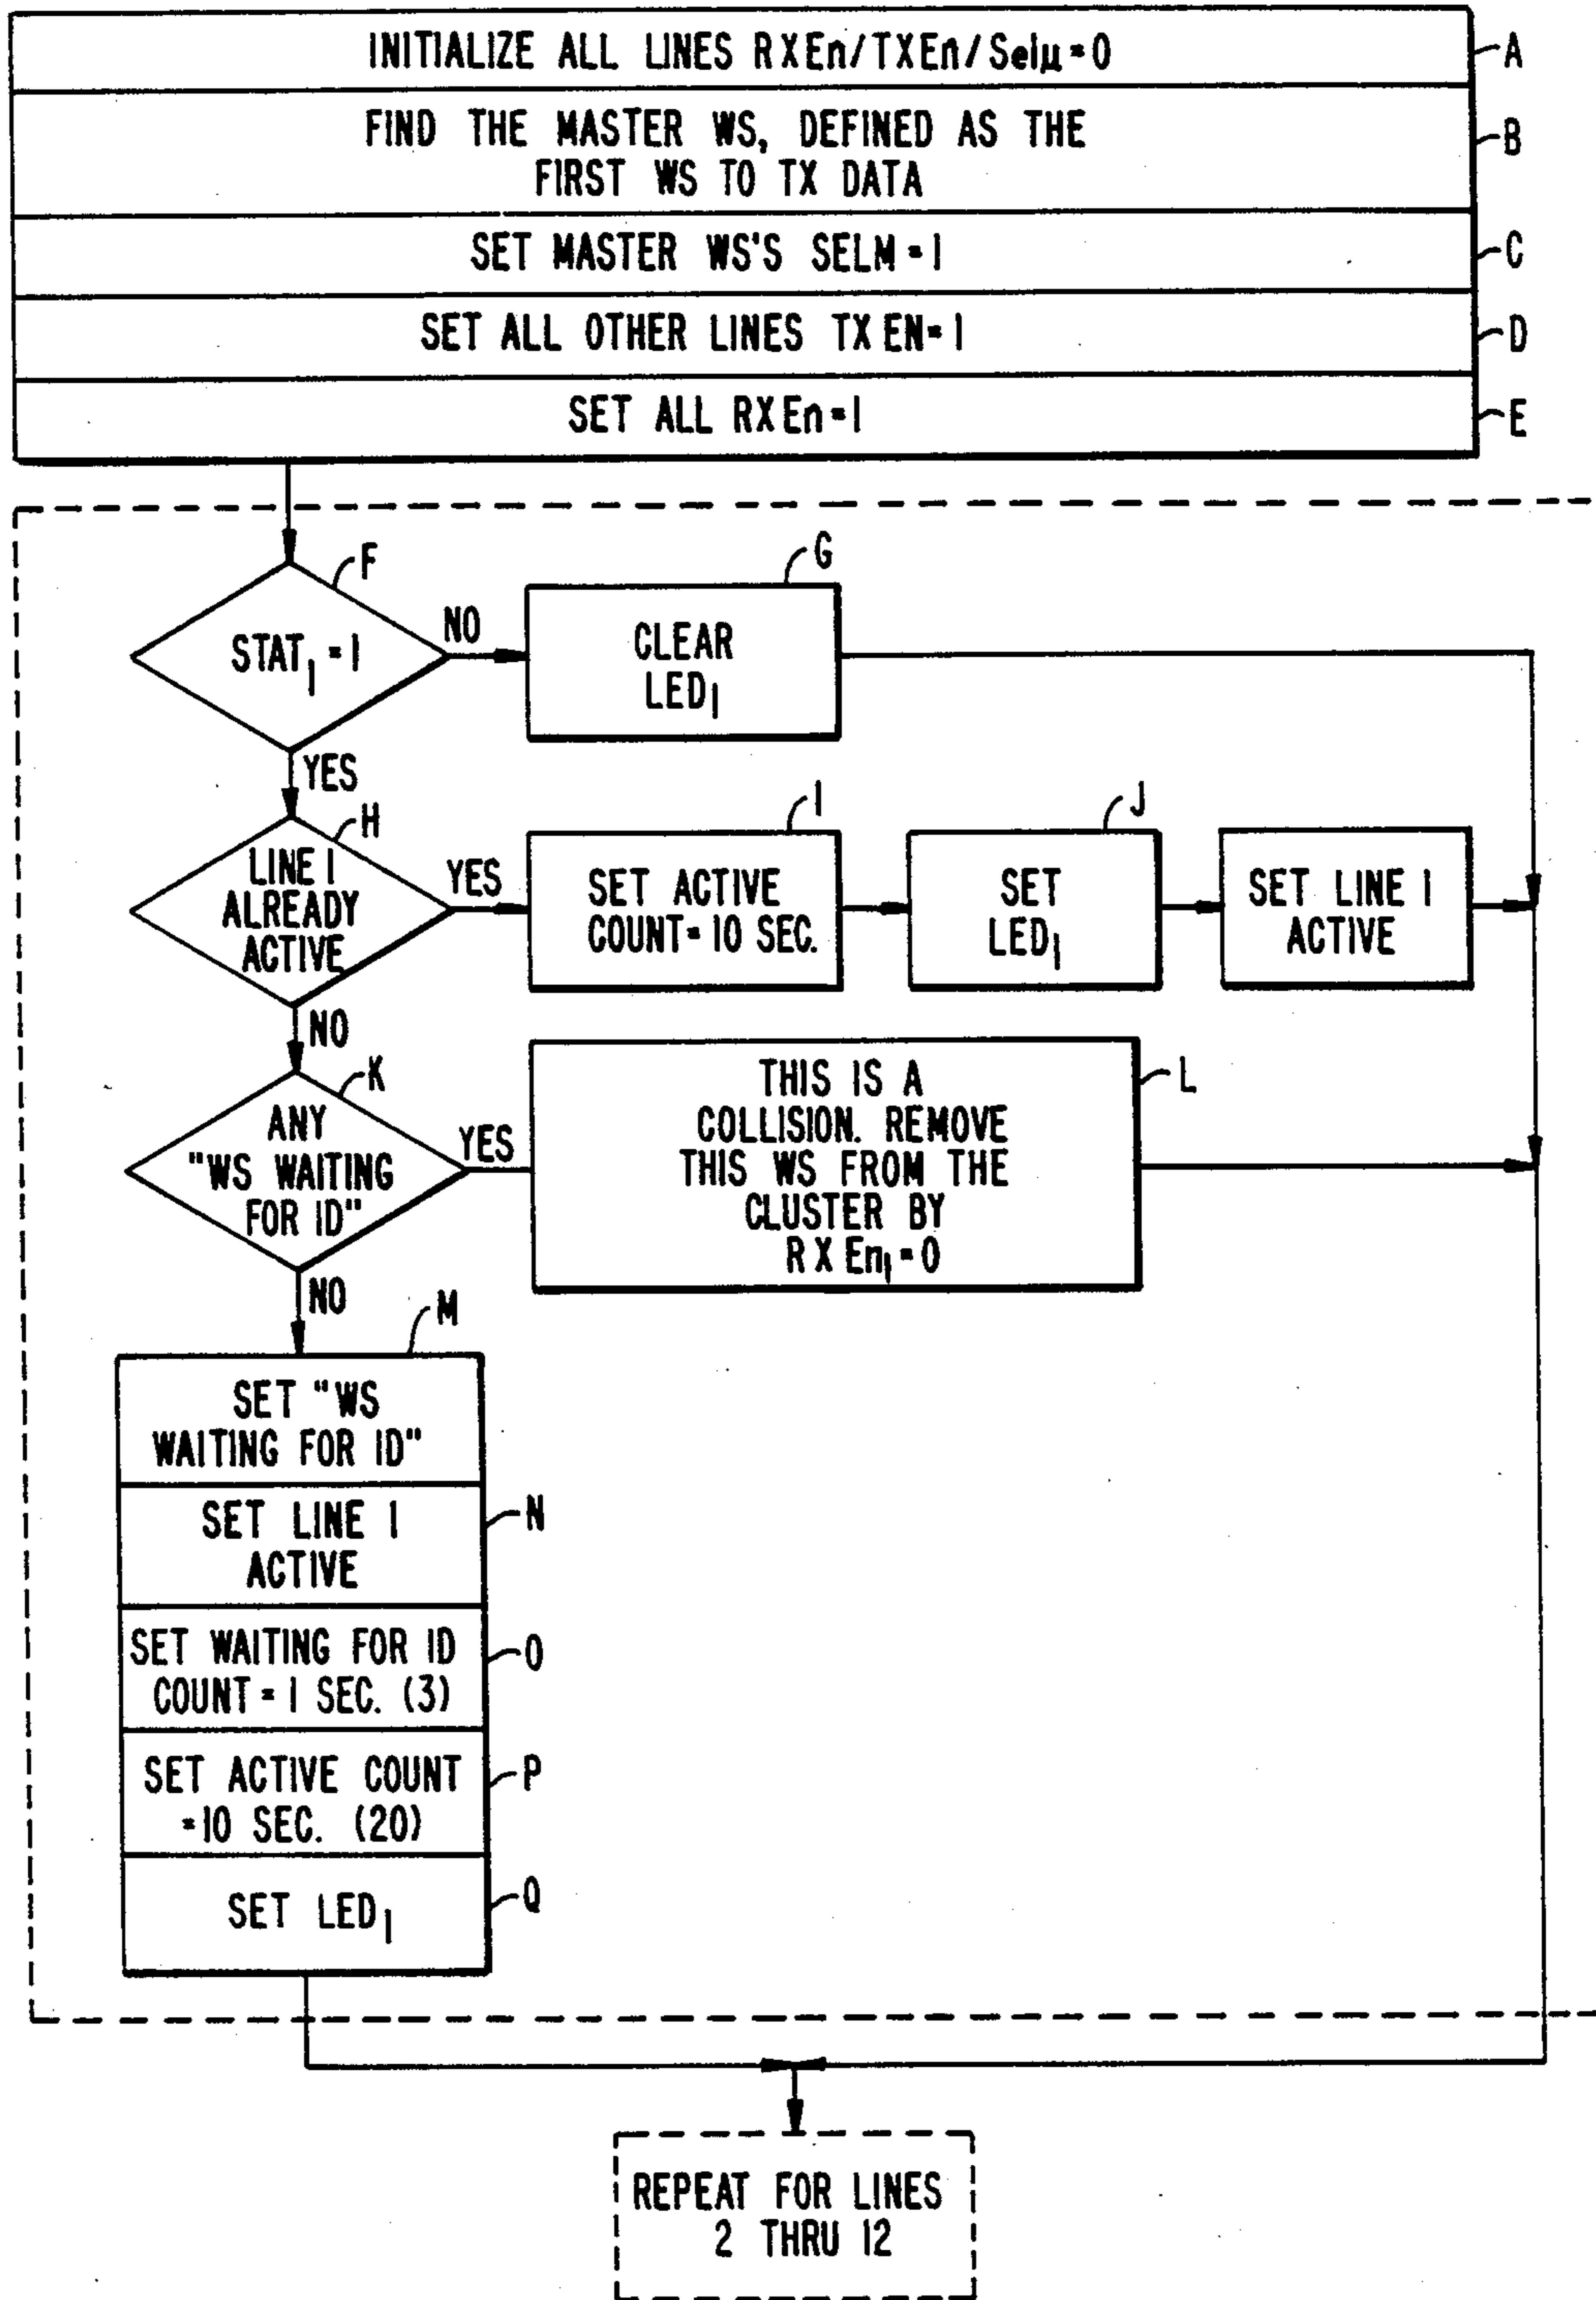 INITIALIZE ALL LINES RXEn/TXEn/Selμ=0
A
FIND THE MASTER WS, DEFINED AS THE
FIRST WS TO TX DATA
B
SET MASTER WS'S SELM=1
C
SET ALL OTHER LINES TX EN=1
D
SET ALL RXEn=1
E
F
STAT1=1
NO
G
CLEAR
LED1
YES
H
LINE 1
ALREADY
ACTIVE
YES
I
SET ACTIVE
COUNT=10 SEC.
J
SET
LED1
SET LINE 1
ACTIVE
NO
K
ANY
"WS WAITING
FOR ID"
YES
THIS IS A
COLLISION. REMOVE
THIS WS FROM THE
CLUSTER BY
RXEn1=0
L
NO
M
SET "WS
WAITING FOR ID"
SET LINE 1
ACTIVE
N
SET WAITING FOR ID
COUNT=1 SEC. (3)
O
SET ACTIVE COUNT
=10 SEC. (20)
P
SET LED1
Q
REPEAT FOR LINES
2 THRU 12